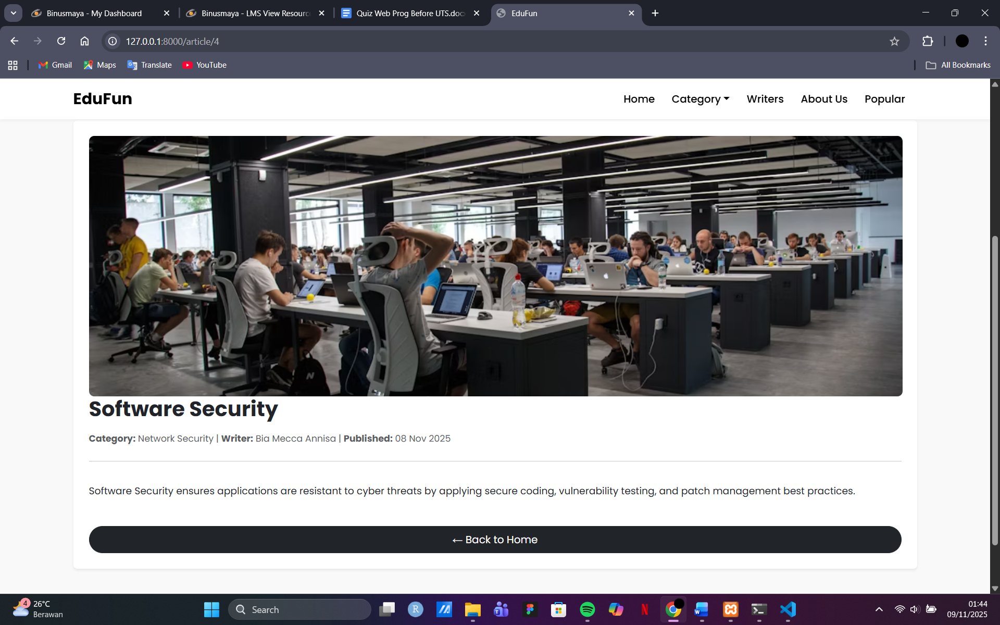 Binusmaya - My Dashboard
Binusmaya - LMS View Resourc
Quiz Web Prog Before UTS.doc
EduFun
127.0.0.1:8000/article/4
Gmail
Maps
Translate
YouTube
All Bookmarks
EduFun
Home
Category
Writers
About Us
Popular
N
Software Security
Category: Network Security | Writer: Bia Mecca Annisa | Published: 08 Nov 2025
Software Security ensures applications are resistant to cyber threats by applying secure coding, vulnerability testing, and patch management best practices.
← Back to Home
4
26°C
Berawan
Search
01:44
09/11/2025